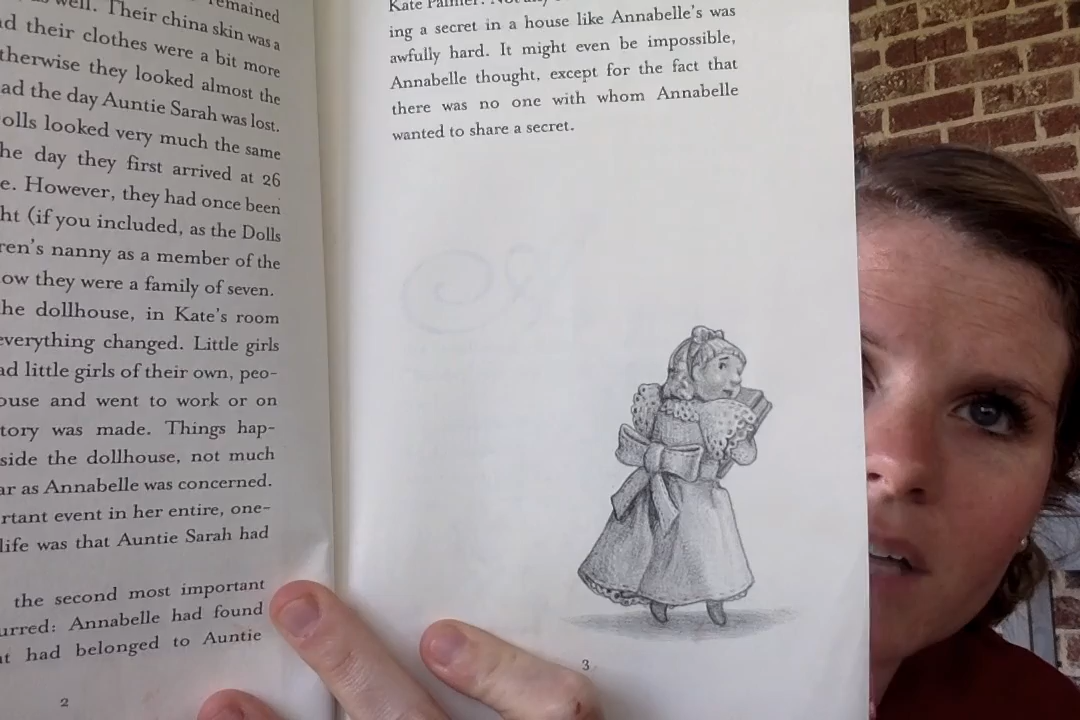 remained
well. Their china skin was a
their clothes were a bit more
therwise they looked almost the
ad the day Auntie Sarah was lost.
olls looked very much the same
he day they first arrived at 26
e. However, they had once been
ht (if you included, as the Dolls
ren's nanny as a member of the
ow they were a family of seven.
he dollhouse, in Kate's room
everything changed. Little girls
ad little girls of their own, peo-
ouse and went to work or on
tory was made. Things hap-
side the dollhouse, not much
ar as Annabelle was concerned.
rtant event in her entire, one-
life was that Auntie Sarah had
the second most important
urred: Annabelle had found
at had belonged to Auntie
2
Kate
ing a secret in a house like Annabelle's was
awfully hard. It might even be impossible,
Annabelle thought, except for the fact that
there was no one with whom Annabelle
wanted to share a secret.
3